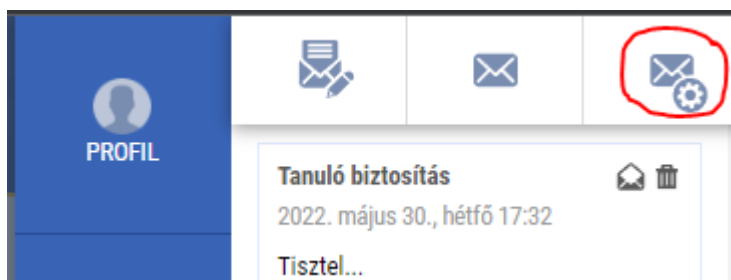 PROFIL
Tanuló biztosítás
2022. május 30., hétfő 17:32
Tisztel...